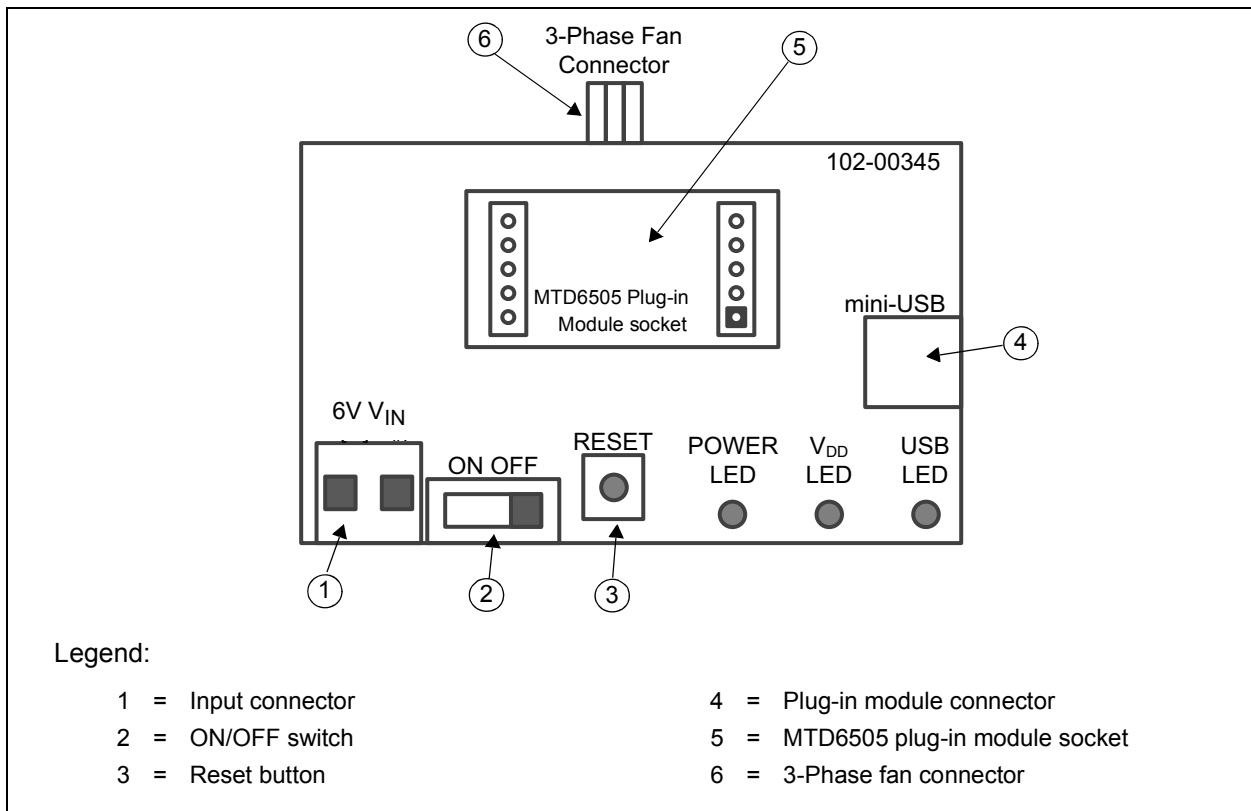 6
3-Phase Fan
Connector
5
102-00345
MTD6505 Plug-in
Module socket
mini-USB
4
6V VIN
ON OFF
RESET
POWER
LED
VDD
LED
USB
LED
1
2
3
Legend:
1 = Input connector
2 = ON/OFF switch
3 = Reset button
4 = Plug-in module connector
5 = MTD6505 plug-in module socket
6 = 3-Phase fan connector